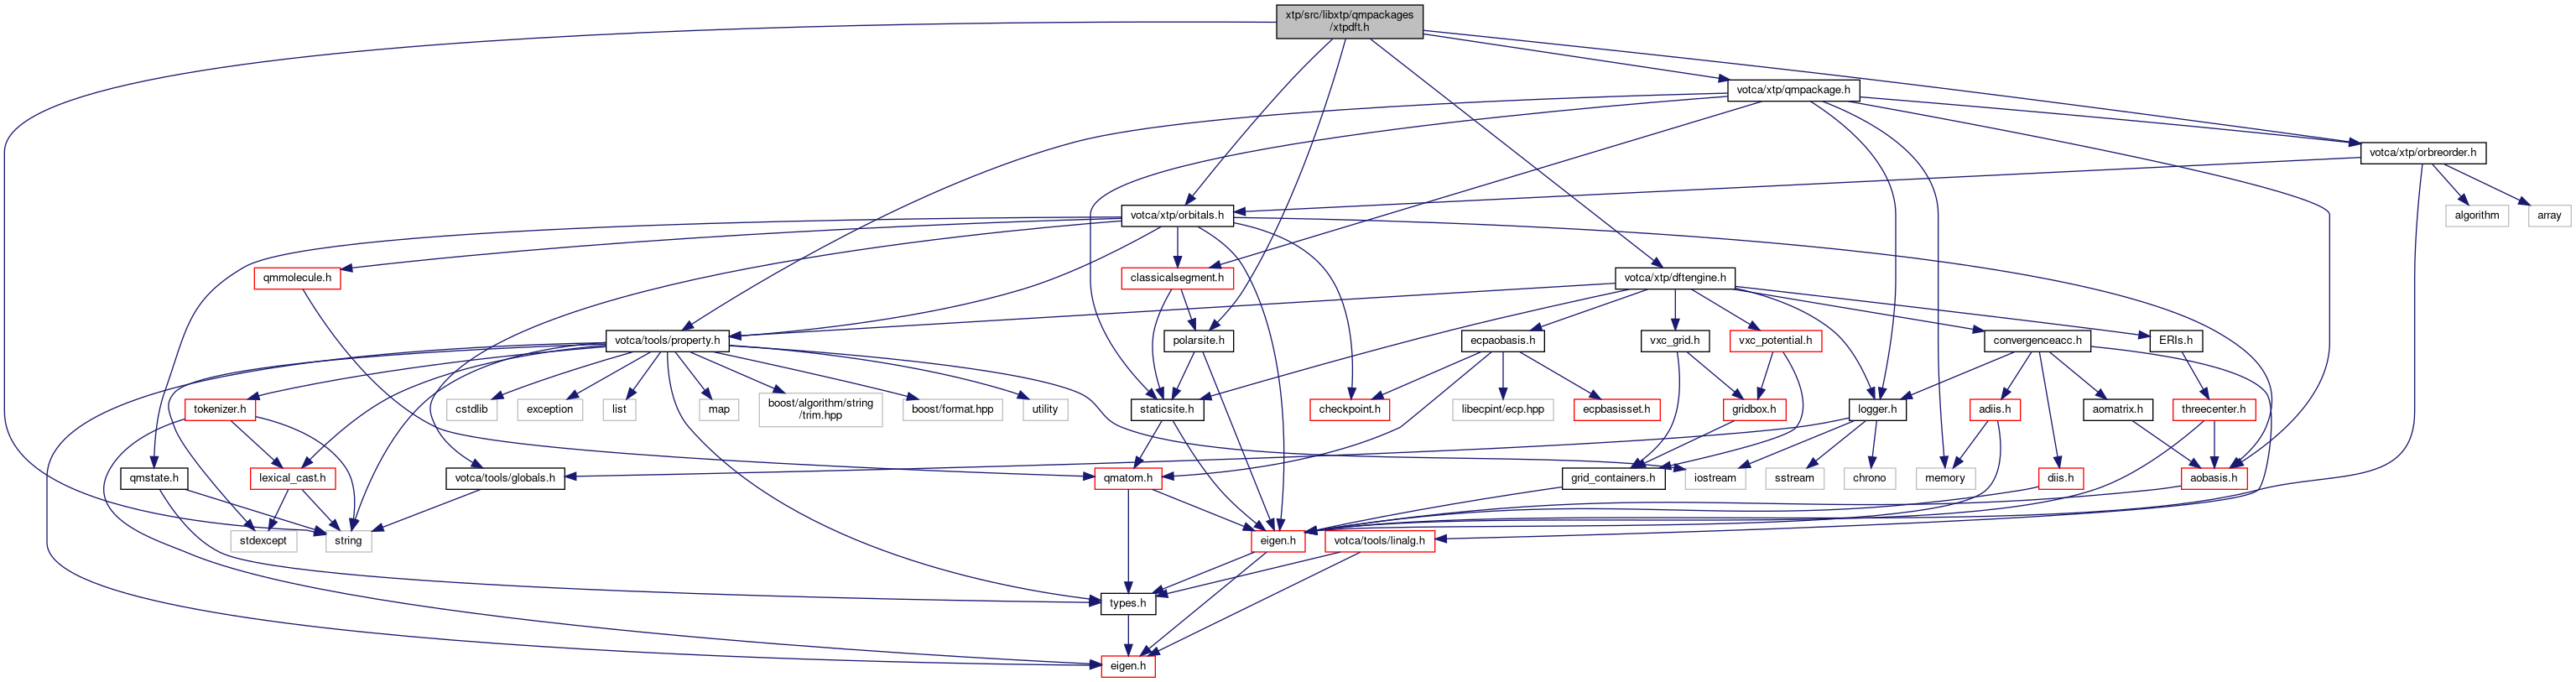 xtp/src/libxtp/qmpackages
/xtpdft.h
votca/xtp/qmpackage.h
votca/xtp/orbreorder.h
votca/xtp/orbitals.h
algorithm
array
qmmolecule.h
classicalsegment.h
votca/xtp/dftengine.h
votca/tools/property.h
polarsite.h
ecpaobasis.h
vxc_grid.h
vxc_potential.h
convergenceacc.h
ERIs.h
tokenizer.h
cstdlib
exception
list
map
boost/algorithm/string
/trim.hpp
boost/format.hpp
utility
staticsite.h
checkpoint.h
libecpint/ecp.hpp
ecpbasisset.h
gridbox.h
logger.h
adiis.h
aomatrix.h
threecenter.h
qmstate.h
lexical_cast.h
votca/tools/globals.h
qmatom.h
grid_containers.h
iostream
sstream
chrono
memory
diis.h
aobasis.h
stdexcept
string
eigen.h
votca/tools/linalg.h
types.h
eigen.h